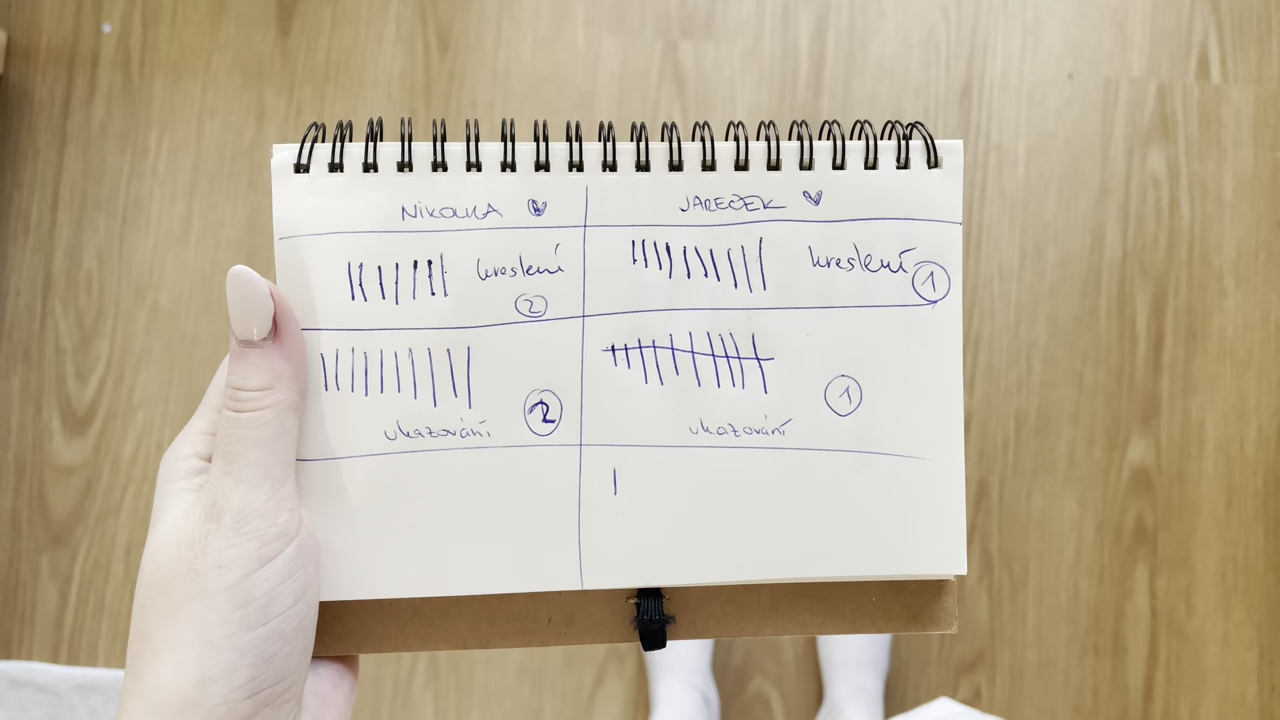 NIKOLKA
JAREČEK
kreslení
2
kreslení
1
ukazování
2
ukazování
1